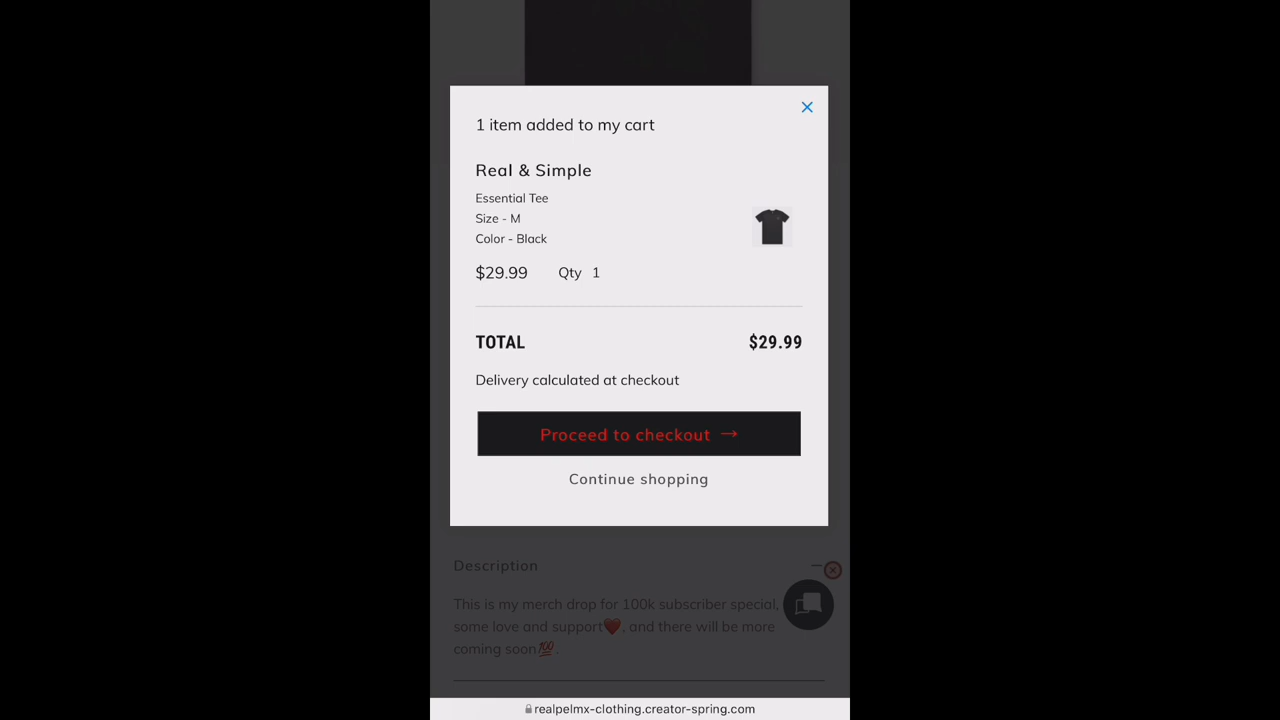 1 item added to my cart
Real & Simple
Essential Tee
Size - M
Color - Black
$29.99 Qty 1
TOTAL $29.99
Delivery calculated at checkout
Proceed to checkout →
Continue shopping
Description
This is my merch drop for 100k subscriber special,
some love and support❤️, and there will be more
coming soon💯.
realpelmx-clothing.creator-spring.com